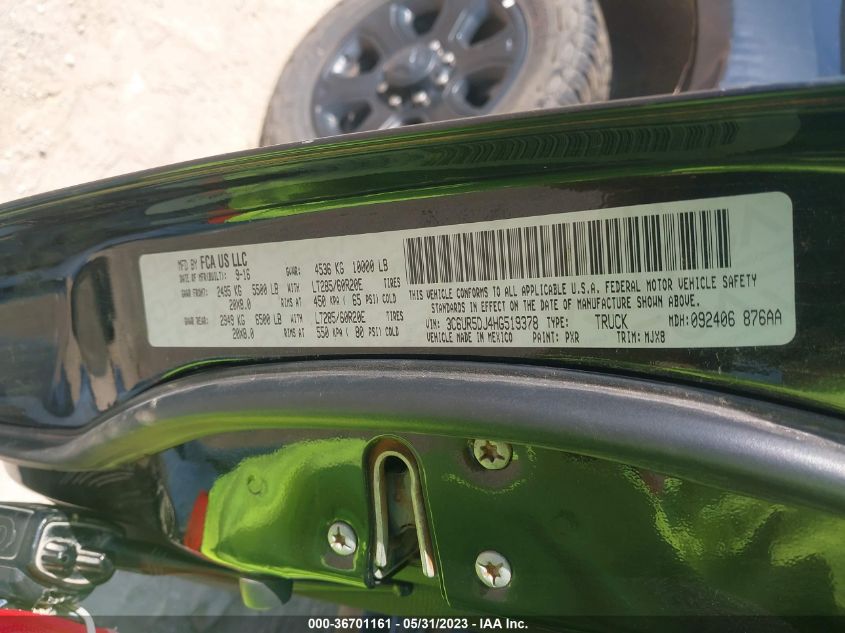 MFD BY FCA US LLC
DATE OF MFR(BUILT): 9-16 GVWR: 4536 KG 10000 LB
GAWR FRONT: 2495 KG 5500 LB LT285/60R20E TIRES
20X8.0 RIMS AT 450 KPA ( 65 PSI) COLD
GAWR REAR: 2949 KG 6500 LB LT285/60R20E TIRES
20X8.0 RIMS AT 550 KPA ( 80 PSI) COLD
THIS VEHICLE CONFORMS TO ALL APPLICABLE U.S.A. FEDERAL MOTOR VEHICLE SAFETY
STANDARDS IN EFFECT ON THE DATE OF MANUFACTURE SHOWN ABOVE.
VIN: 3C6UR5DJ4HG519378 TYPE: TRUCK MDH: 092406 876AA
VEHICLE MADE IN MEXICO PAINT: PXR TRIM: MJX8
000-36701161 - 05/31/2023 - IAAI Corp.